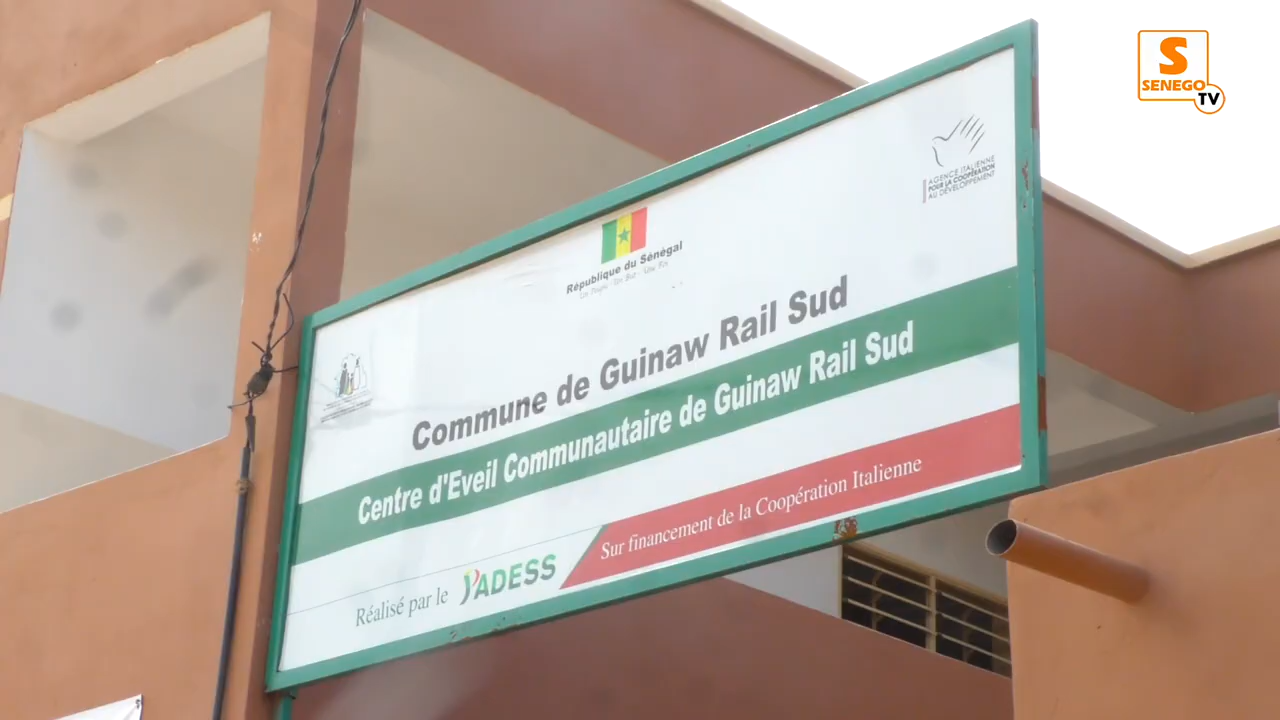 S
SENEGO
TV
AGENCE ITALIENNE
POUR LA COOPÉRATION
AU DÉVELOPPEMENT
République du Sénégal
Un Peuple - Un But - Une Foi
Commune de Guinaw Rail Sud
Centre d'Eveil Communautaire de Guinaw Rail Sud
Sur financement de la Coopération Italienne
Réalisé par le PADESS